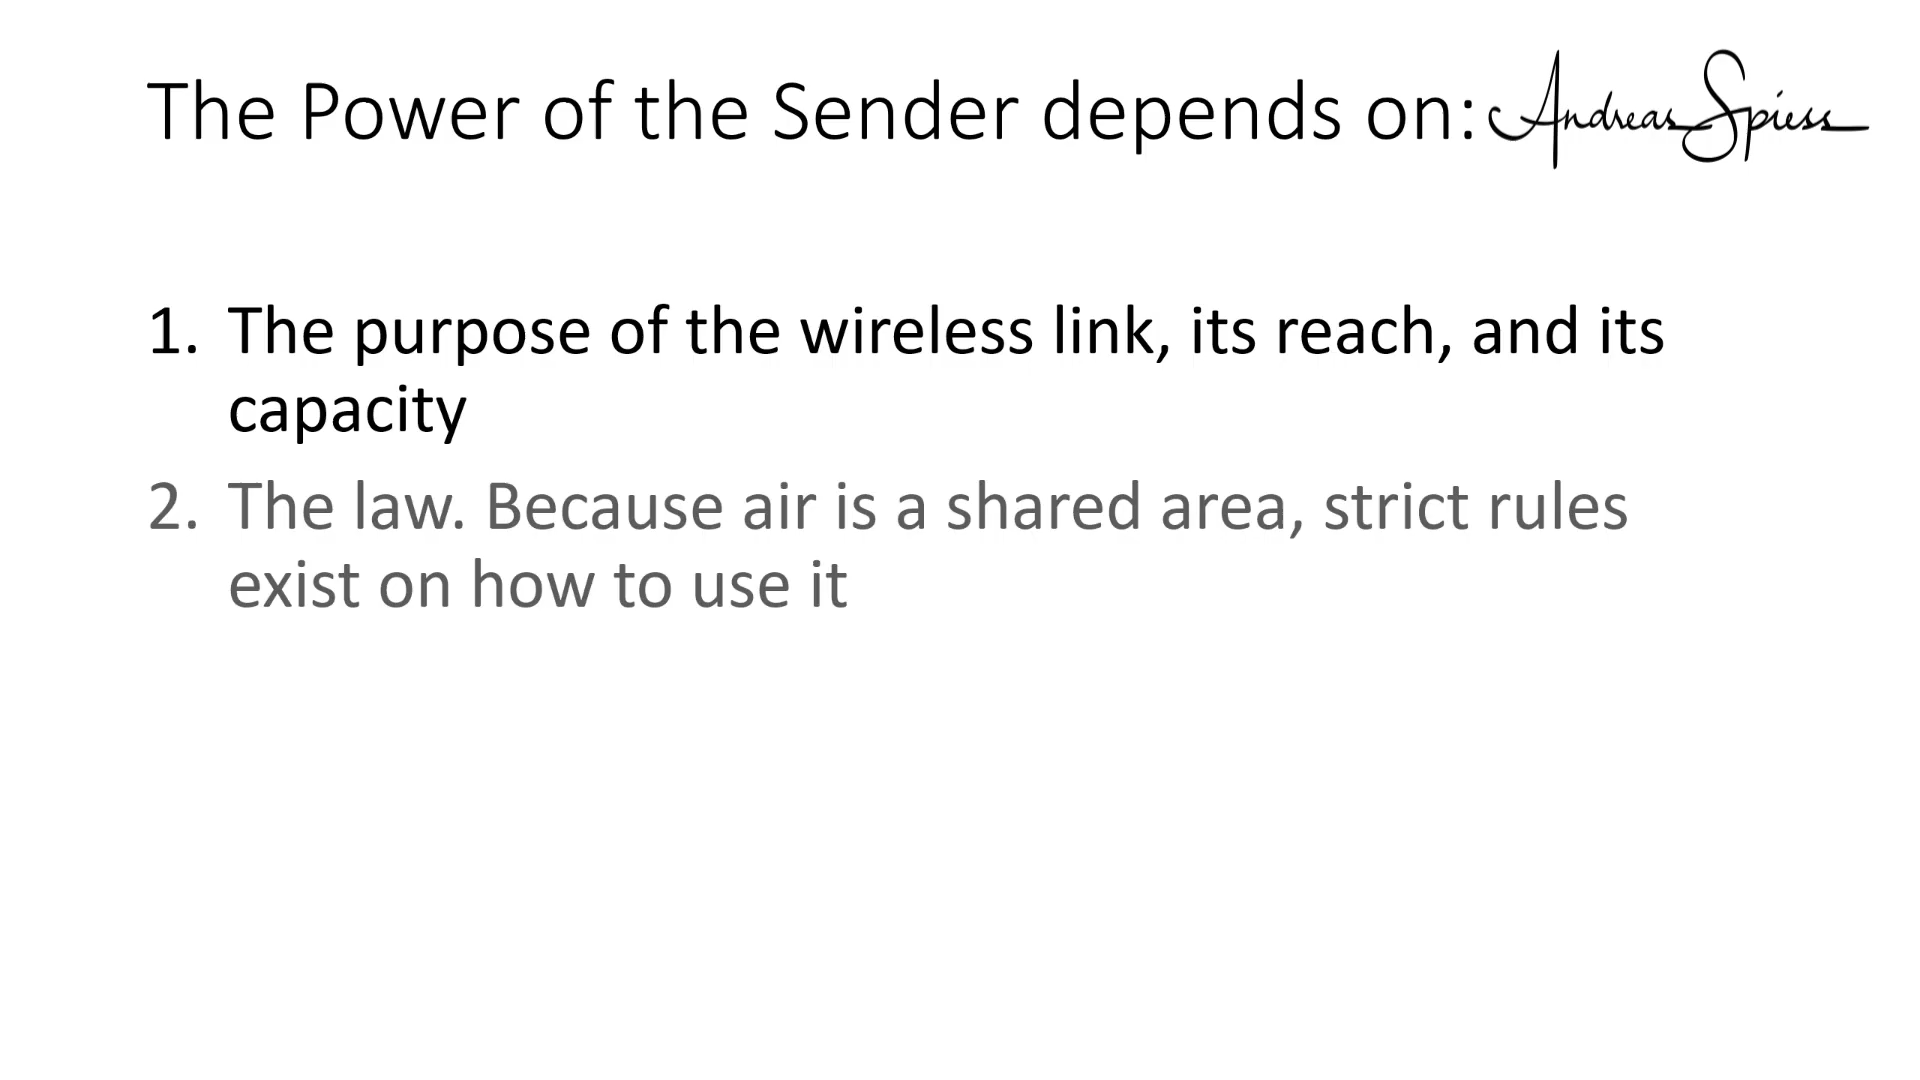 The Power of the Sender depends on: Andreas Spiess
1. The purpose of the wireless link, its reach, and its
capacity
2. The law. Because air is a shared area, strict rules
exist on how to use it